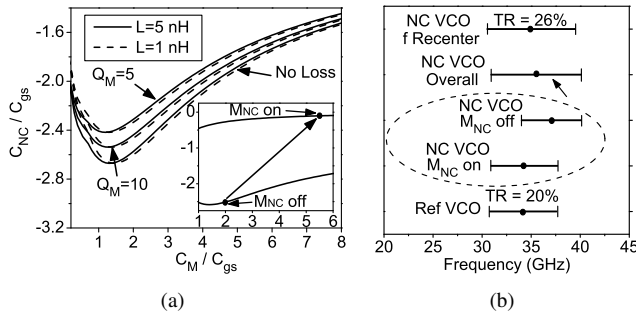 (a)
L=5 nH
L=1 nH
Q_M=5
No Loss
Q_M=10
M_NC on
M_NC off
0
-1
-2
1 2 3 4 5 6
-1.6
-2.0
-2.4
-2.8
-3.2
1 2 3 4 5 6 7 8
C_NC / C_gs
C_M / C_gs
(a)
(b)
NC VCO
f Recenter
TR = 26%
NC VCO
Overall
NC VCO
M_NC off
NC VCO
M_NC on
TR = 20%
Ref VCO
20 25 30 35 40 45
Frequency (GHz)
(b)